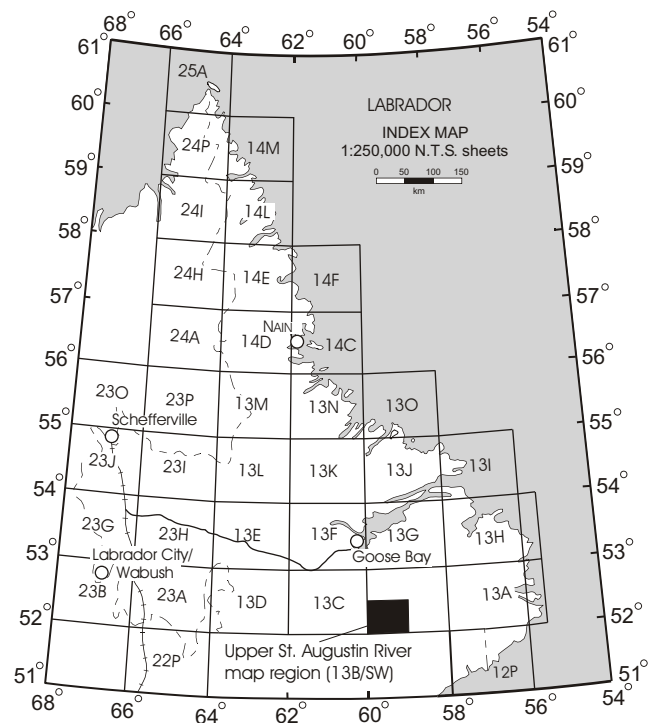 68° 66° 64° 62° 60° 56° 54°
61° 61°
25A
60° LABRADOR 60°
INDEX MAP
1:250,000 N.T.S. sheets
24P 14M
0 50 100 150
km
59° 59°
24I 14L
58° 58°
24H 14E 14F
57° 57°
NAIN
24A 14D 14C
56° 56°
23O 23P 13M 13N 13O
Schefferville
55° 55°
23J 23I 13L 13K 13J 13I
54° 54°
23G 23H 13E 13F 13G 13H
Goose Bay
53° 53°
Labrador City/
Wabush
23B 23A 13D 13C 13A
52° 52°
Upper St. Augustin River
map region (13B/SW)
22P 12P
51° 51°
68° 66° 64° 62° 60° 56° 54°